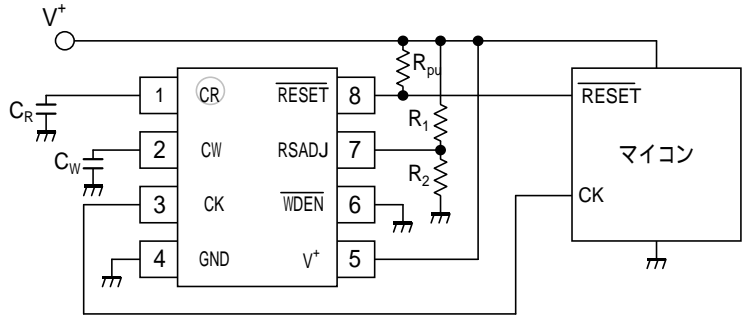 V⁺
1 CR RESET 8
Rpu
RESET
CR
R1
2 CW RSADJ 7
マイコン
CW
R2
3 CK WDEN 6
CK
4 GND V⁺ 5